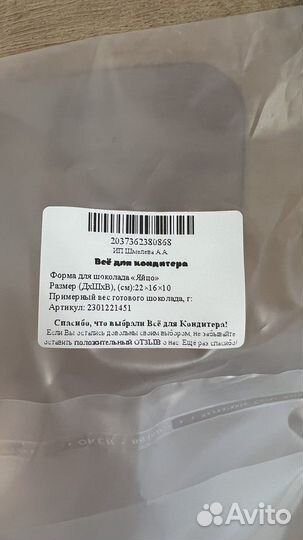 2037362380868
ИП Шмелева А.А.
Всё для кондитера
Форма для шоколада «Яйцо»
Размер (ДхШхВ), (см):22×16×10
Примерный вес готового шоколада, г:
Артикул: 2301221451
Спасибо, что выбрали Всё для Кондитера!
Если Вы остались довольны своим выбором, не забывайте
оставить положительный ОТЗЫВ о нас. Еще раз спасибо!
Avito